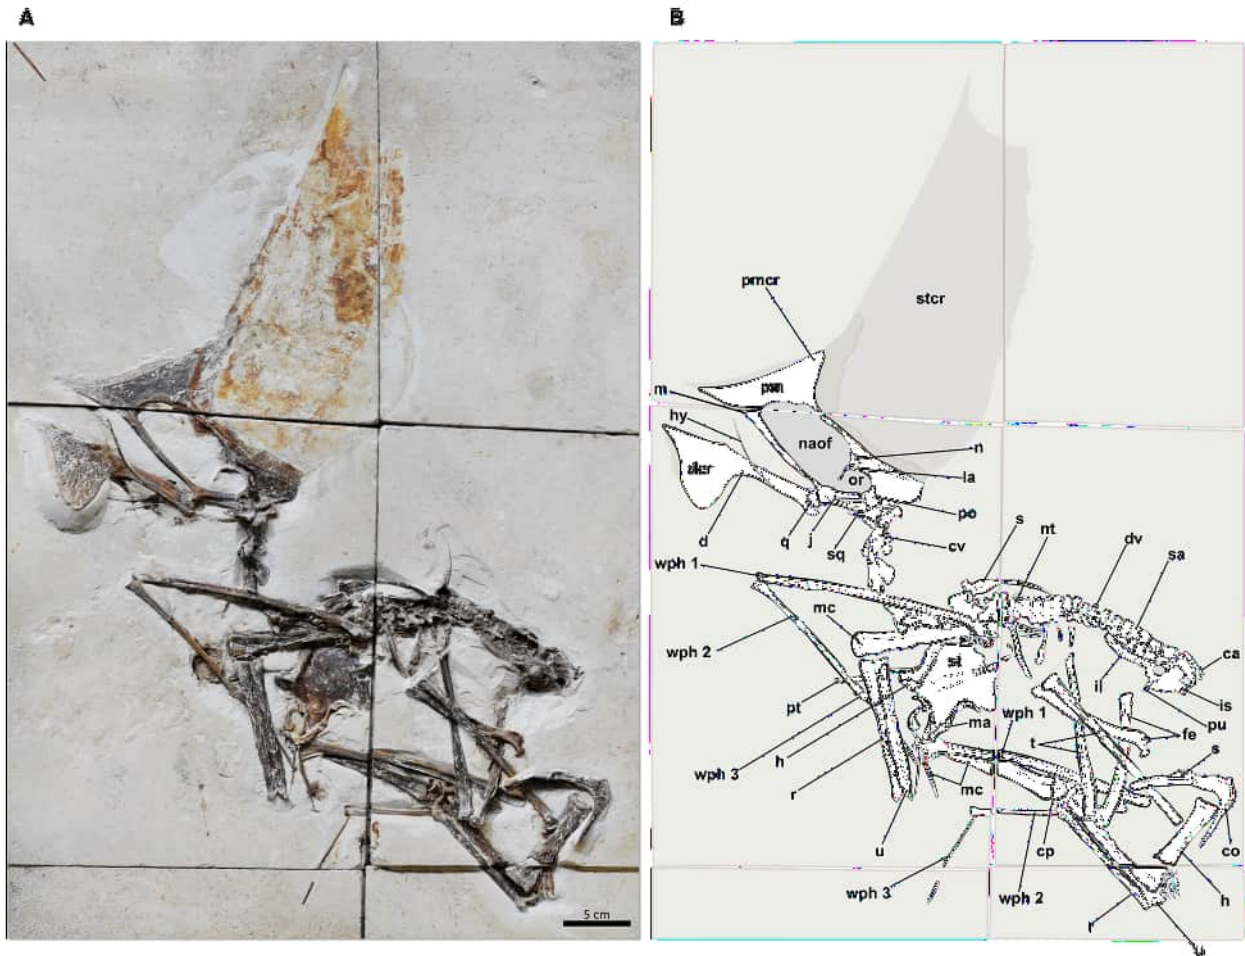 A
B
pmcr
stcr
pm
m
hy
naof
n
la
or
po
d
q
j
sq
cv
s
nt
dv
sa
wph 1
mc
wph 2
st
ca
il
is
pt
ma
wph 1
pu
t
fe
s
wph 3
h
r
mc
u
cp
co
wph 3
wph 2
h
r
u
5 cm